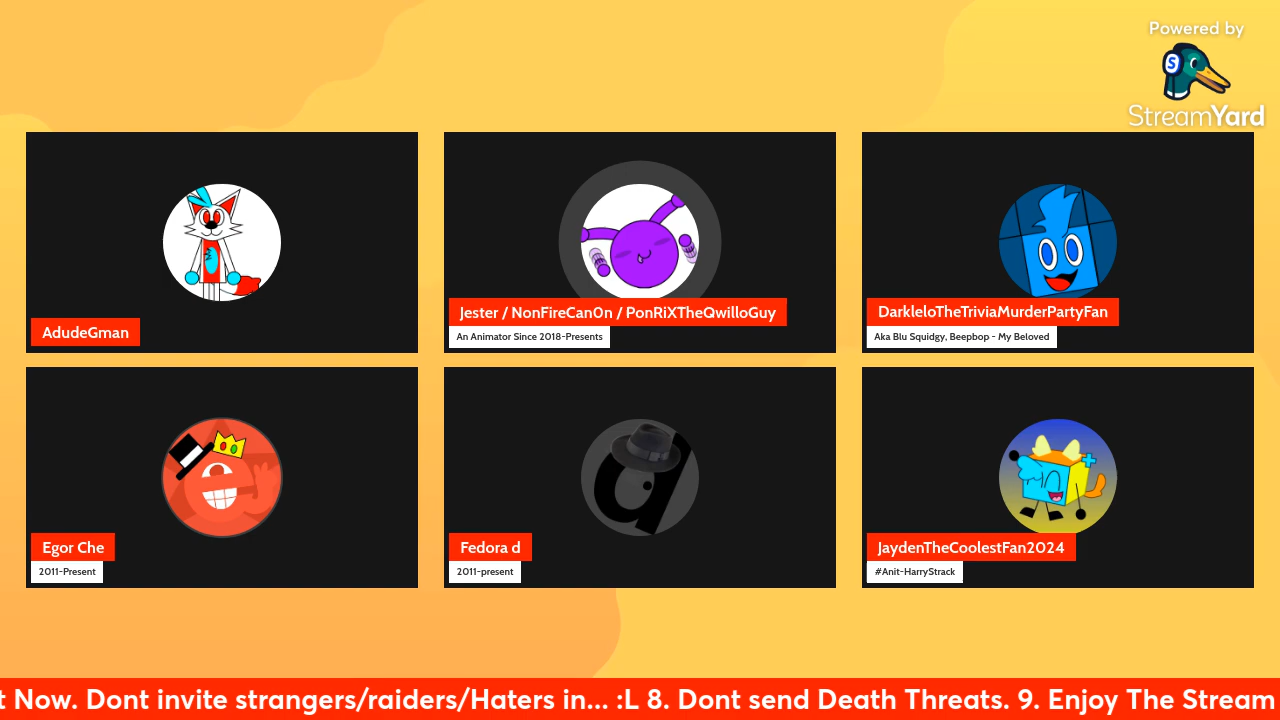 Powered by
S
StreamYard
AdudeGman
Jester / NonFireCan0n / PonRiXTheQwilloGuy
An Animator Since 2018-Presents
DarkleloTheTriviaMurderPartyFan
Aka Blu Squidgy, Beepbop - My Beloved
Egor Che
2011-Present
d
Fedora d
2011-present
JaydenTheCoolestFan2024
#Anit-HarryStrack
t Now. Dont invite strangers/raiders/Haters in... :L 8. Dont send Death Threats. 9. Enjoy The Stream